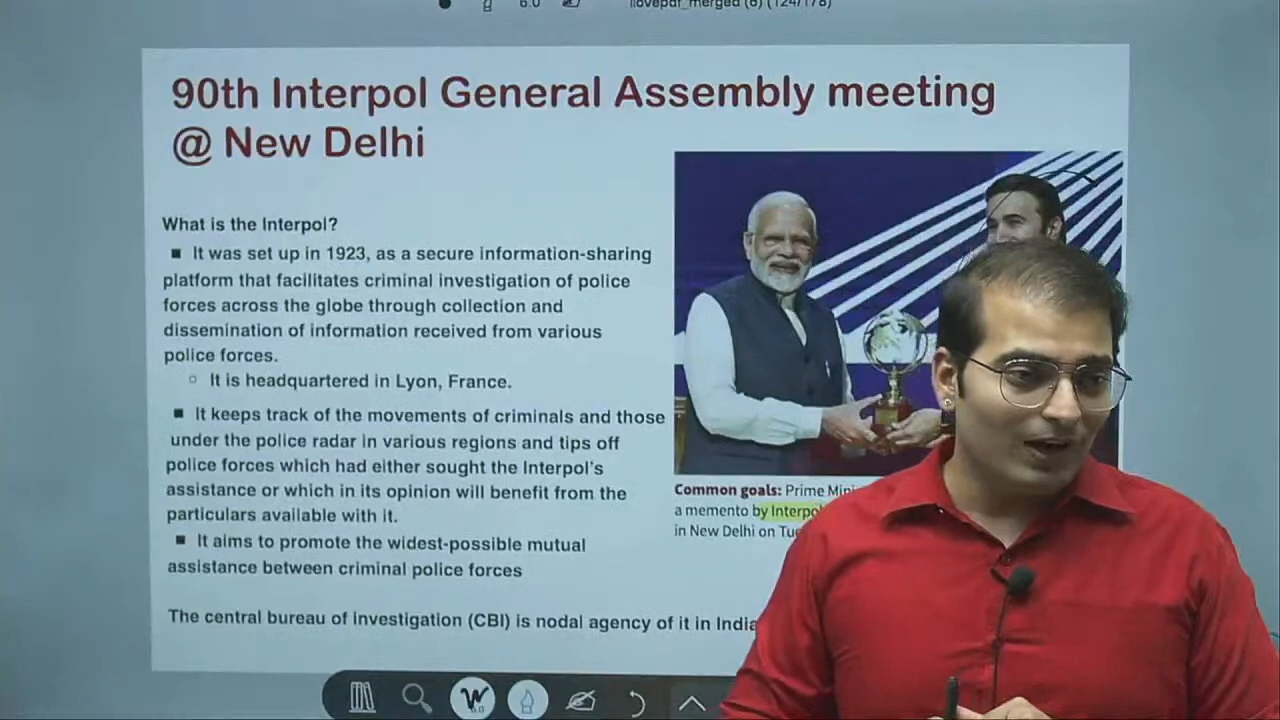 6.0
ilovepdf_merged (6) (124/178)
90th Interpol General Assembly meeting
@ New Delhi
What is the Interpol?
■ It was set up in 1923, as a secure information-sharing
platform that facilitates criminal investigation of police
forces across the globe through collection and
dissemination of information received from various
police forces.
○ It is headquartered in Lyon, France.
■ It keeps track of the movements of criminals and those
under the police radar in various regions and tips off
police forces which had either sought the Interpol's
assistance or which in its opinion will benefit from the
particulars available with it.
■ It aims to promote the widest-possible mutual
assistance between criminal police forces
The central bureau of investigation (CBI) is nodal agency of it in India
Common goals: Prime
a memento by Interpol
in New Delhi on
W
6.0